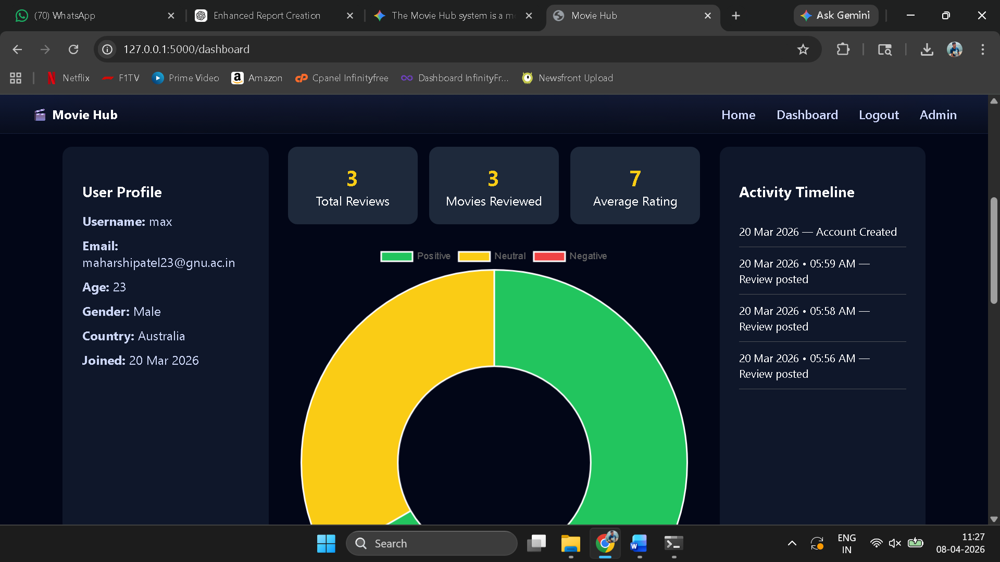 (70) WhatsApp
Enhanced Report Creation
The Movie Hub system is a m
Movie Hub
Ask Gemini
127.0.0.1:5000/dashboard
Netflix
F1TV
Prime Video
Amazon
Cpanel Infinityfree
Dashboard InfinityFr...
Newsfront Upload
Movie Hub
Home
Dashboard
Logout
Admin
User Profile
Username: max
Email:
maharshipatel23@gnu.ac.in
Age: 23
Gender: Male
Country: Australia
Joined: 20 Mar 2026
3
Total Reviews
3
Movies Reviewed
7
Average Rating
Positive
Neutral
Negative
Activity Timeline
20 Mar 2026 — Account Created
20 Mar 2026 • 05:59 AM —
Review posted
20 Mar 2026 • 05:58 AM —
Review posted
20 Mar 2026 • 05:56 AM —
Review posted
Search
ENG
IN
11:27
08-04-2026